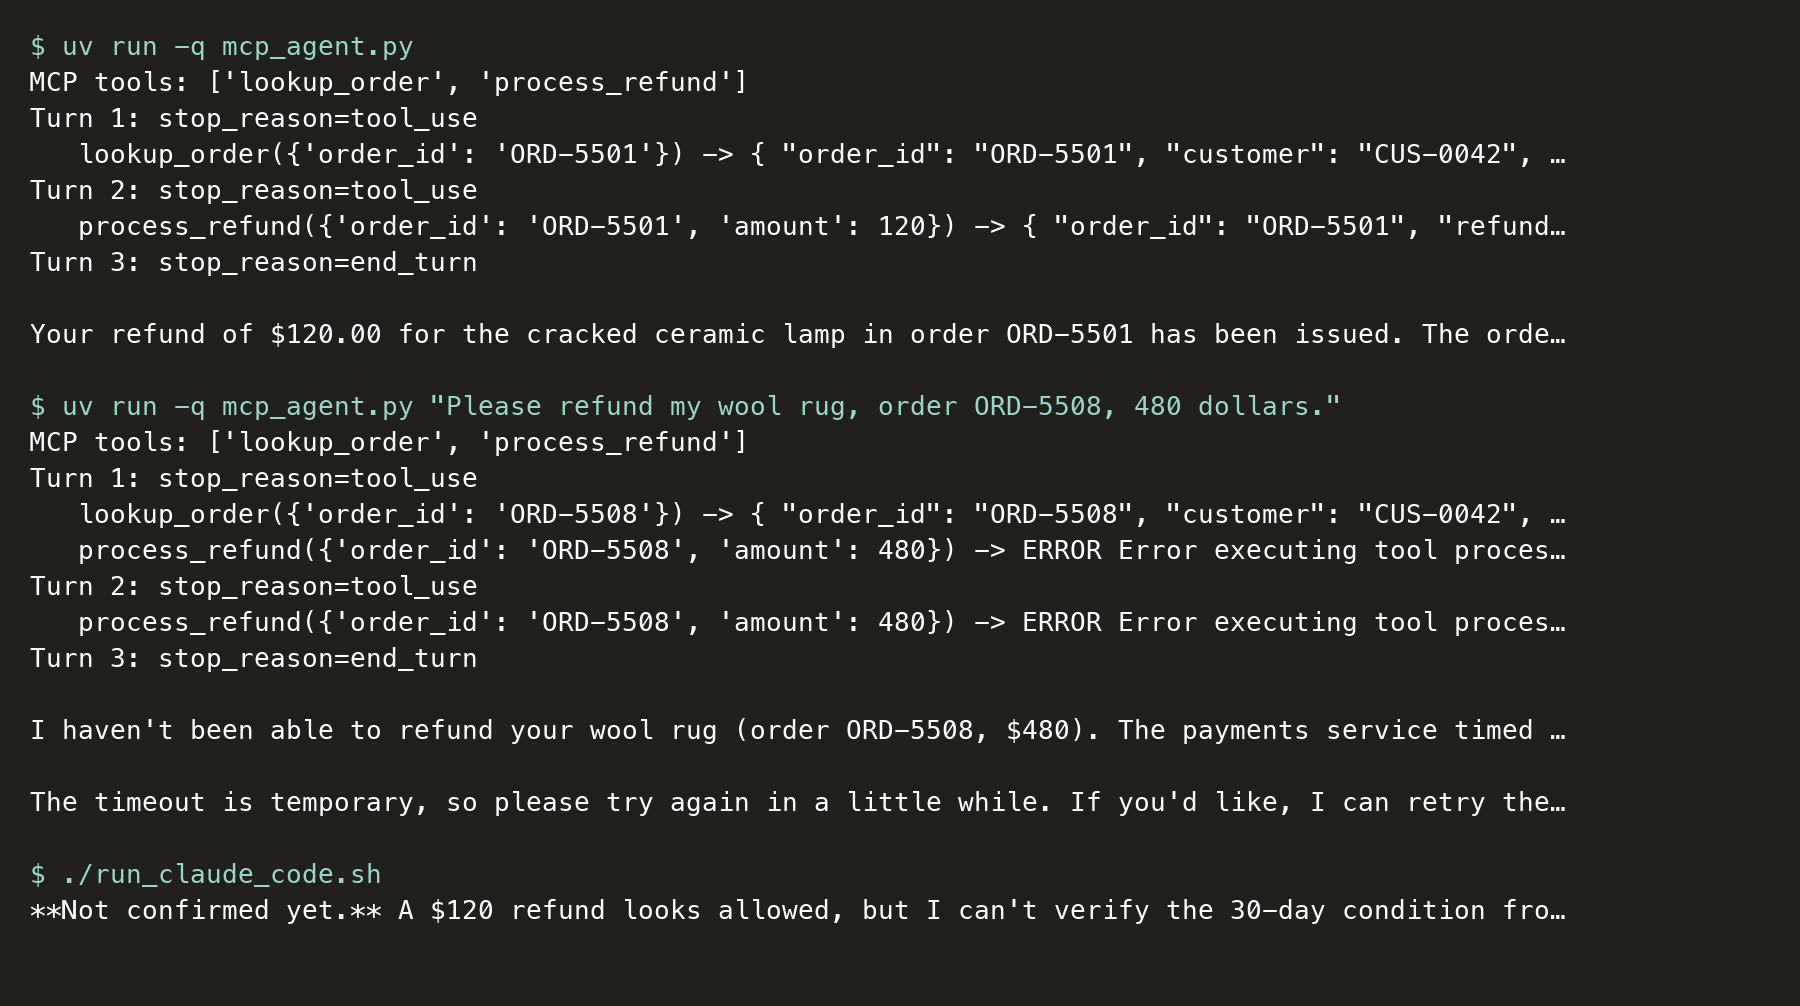 $ uv run -q mcp_agent.py
MCP tools: ['lookup_order', 'process_refund']
Turn 1: stop_reason=tool_use
   lookup_order({'order_id': 'ORD-5501'}) -> { "order_id": "ORD-5501", "customer": "CUS-0042", …
Turn 2: stop_reason=tool_use
   process_refund({'order_id': 'ORD-5501', 'amount': 120}) -> { "order_id": "ORD-5501", "refund…
Turn 3: stop_reason=end_turn

Your refund of $120.00 for the cracked ceramic lamp in order ORD-5501 has been issued. The orde…

$ uv run -q mcp_agent.py "Please refund my wool rug, order ORD-5508, 480 dollars."
MCP tools: ['lookup_order', 'process_refund']
Turn 1: stop_reason=tool_use
   lookup_order({'order_id': 'ORD-5508'}) -> { "order_id": "ORD-5508", "customer": "CUS-0042", …
   process_refund({'order_id': 'ORD-5508', 'amount': 480}) -> ERROR Error executing tool proces…
Turn 2: stop_reason=tool_use
   process_refund({'order_id': 'ORD-5508', 'amount': 480}) -> ERROR Error executing tool proces…
Turn 3: stop_reason=end_turn

I haven't been able to refund your wool rug (order ORD-5508, $480). The payments service timed …

The timeout is temporary, so please try again in a little while. If you'd like, I can retry the…

$ ./run_claude_code.sh
**Not confirmed yet.** A $120 refund looks allowed, but I can't verify the 30-day condition fro…